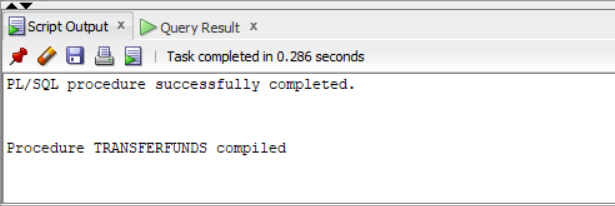 Script Output x Query Result x
Task completed in 0.286 seconds
PL/SQL procedure successfully completed.
Procedure TRANSFERFUNDS compiled